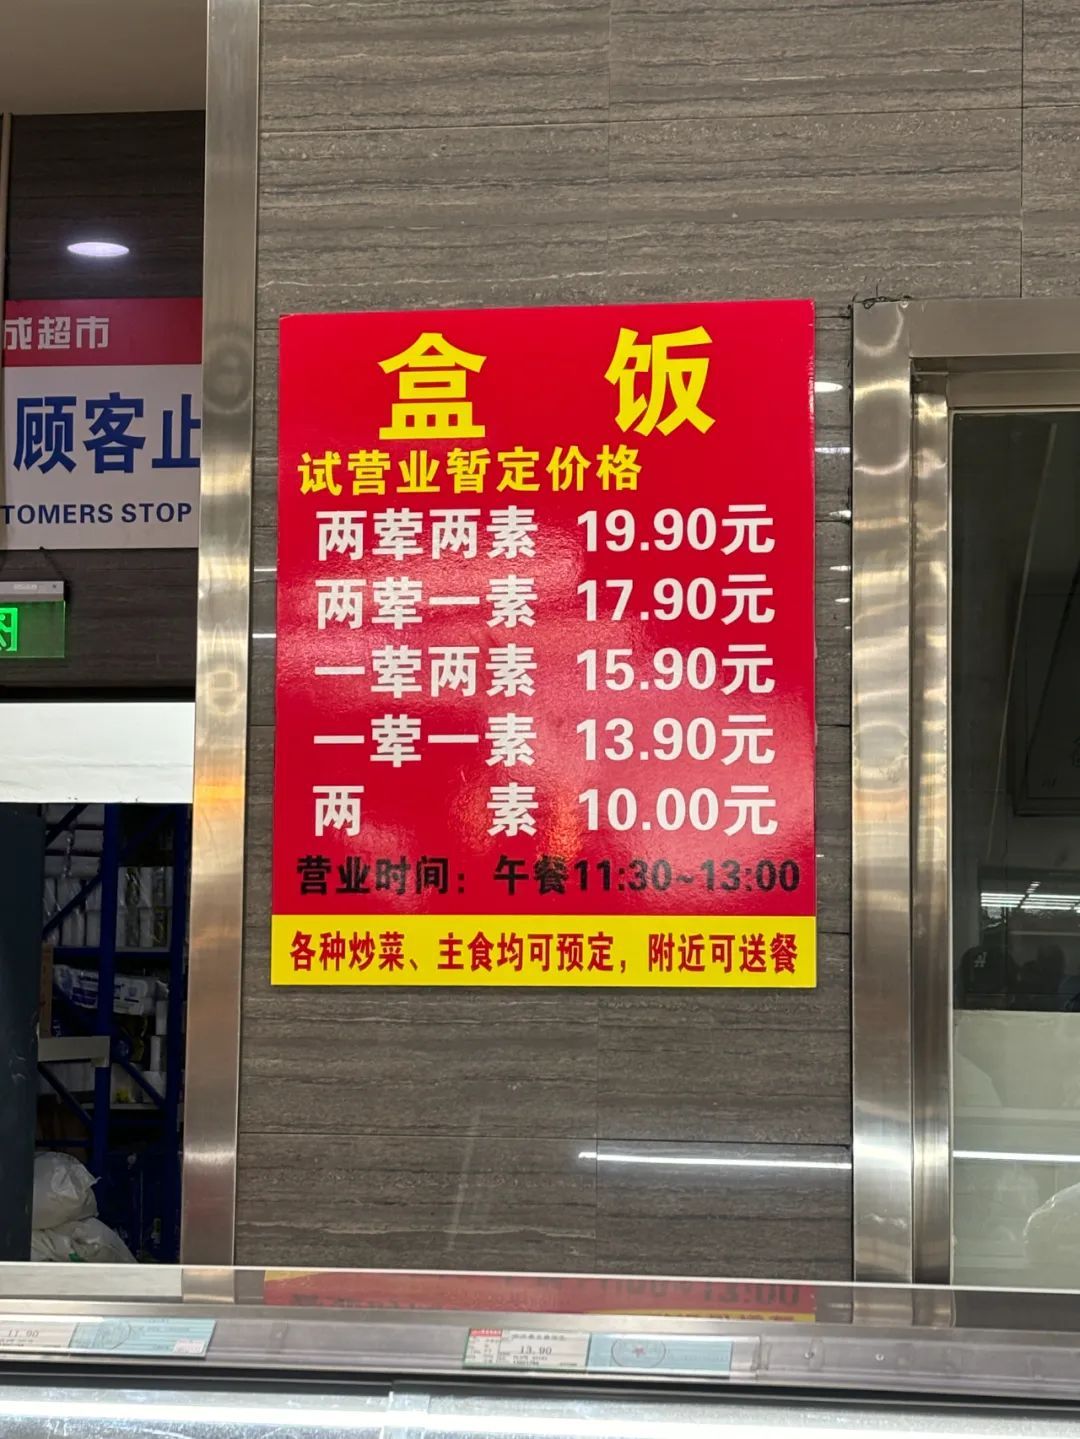 成超市
顾客止
TOMERS STOP
盒 饭
试营业暂定价格
两荤两素 19.90元
两荤一素 17.90元
一荤两素 15.90元
一荤一素 13.90元
两 素 10.00元
营业时间：午餐11:30~13:00
各种炒菜、主食均可预定，附近可送餐
13.90